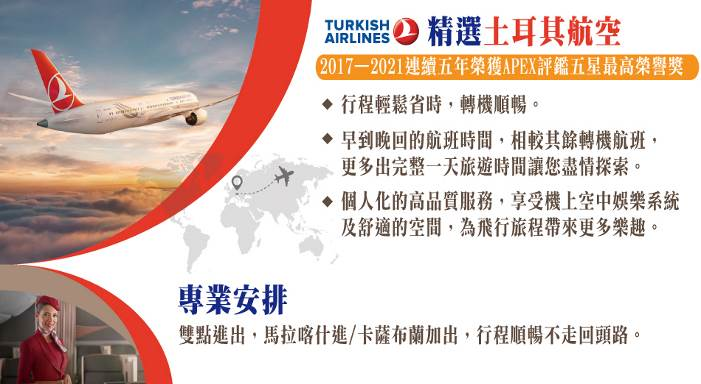 TURKISH
AIRLINES
精選土耳其航空
2017－2021連續五年榮獲APEX評鑑五星最高榮譽獎
◆ 行程輕鬆省時，轉機順暢。
◆ 早到晚回的航班時間，相較其餘轉機航班，
更多出完整一天旅遊時間讓您盡情探索。
◆ 個人化的高品質服務，享受機上空中娛樂系統
及舒適的空間，為飛行旅程帶來更多樂趣。
專業安排
雙點進出，馬拉喀什進/卡薩布蘭加出，行程順暢不走回頭路。